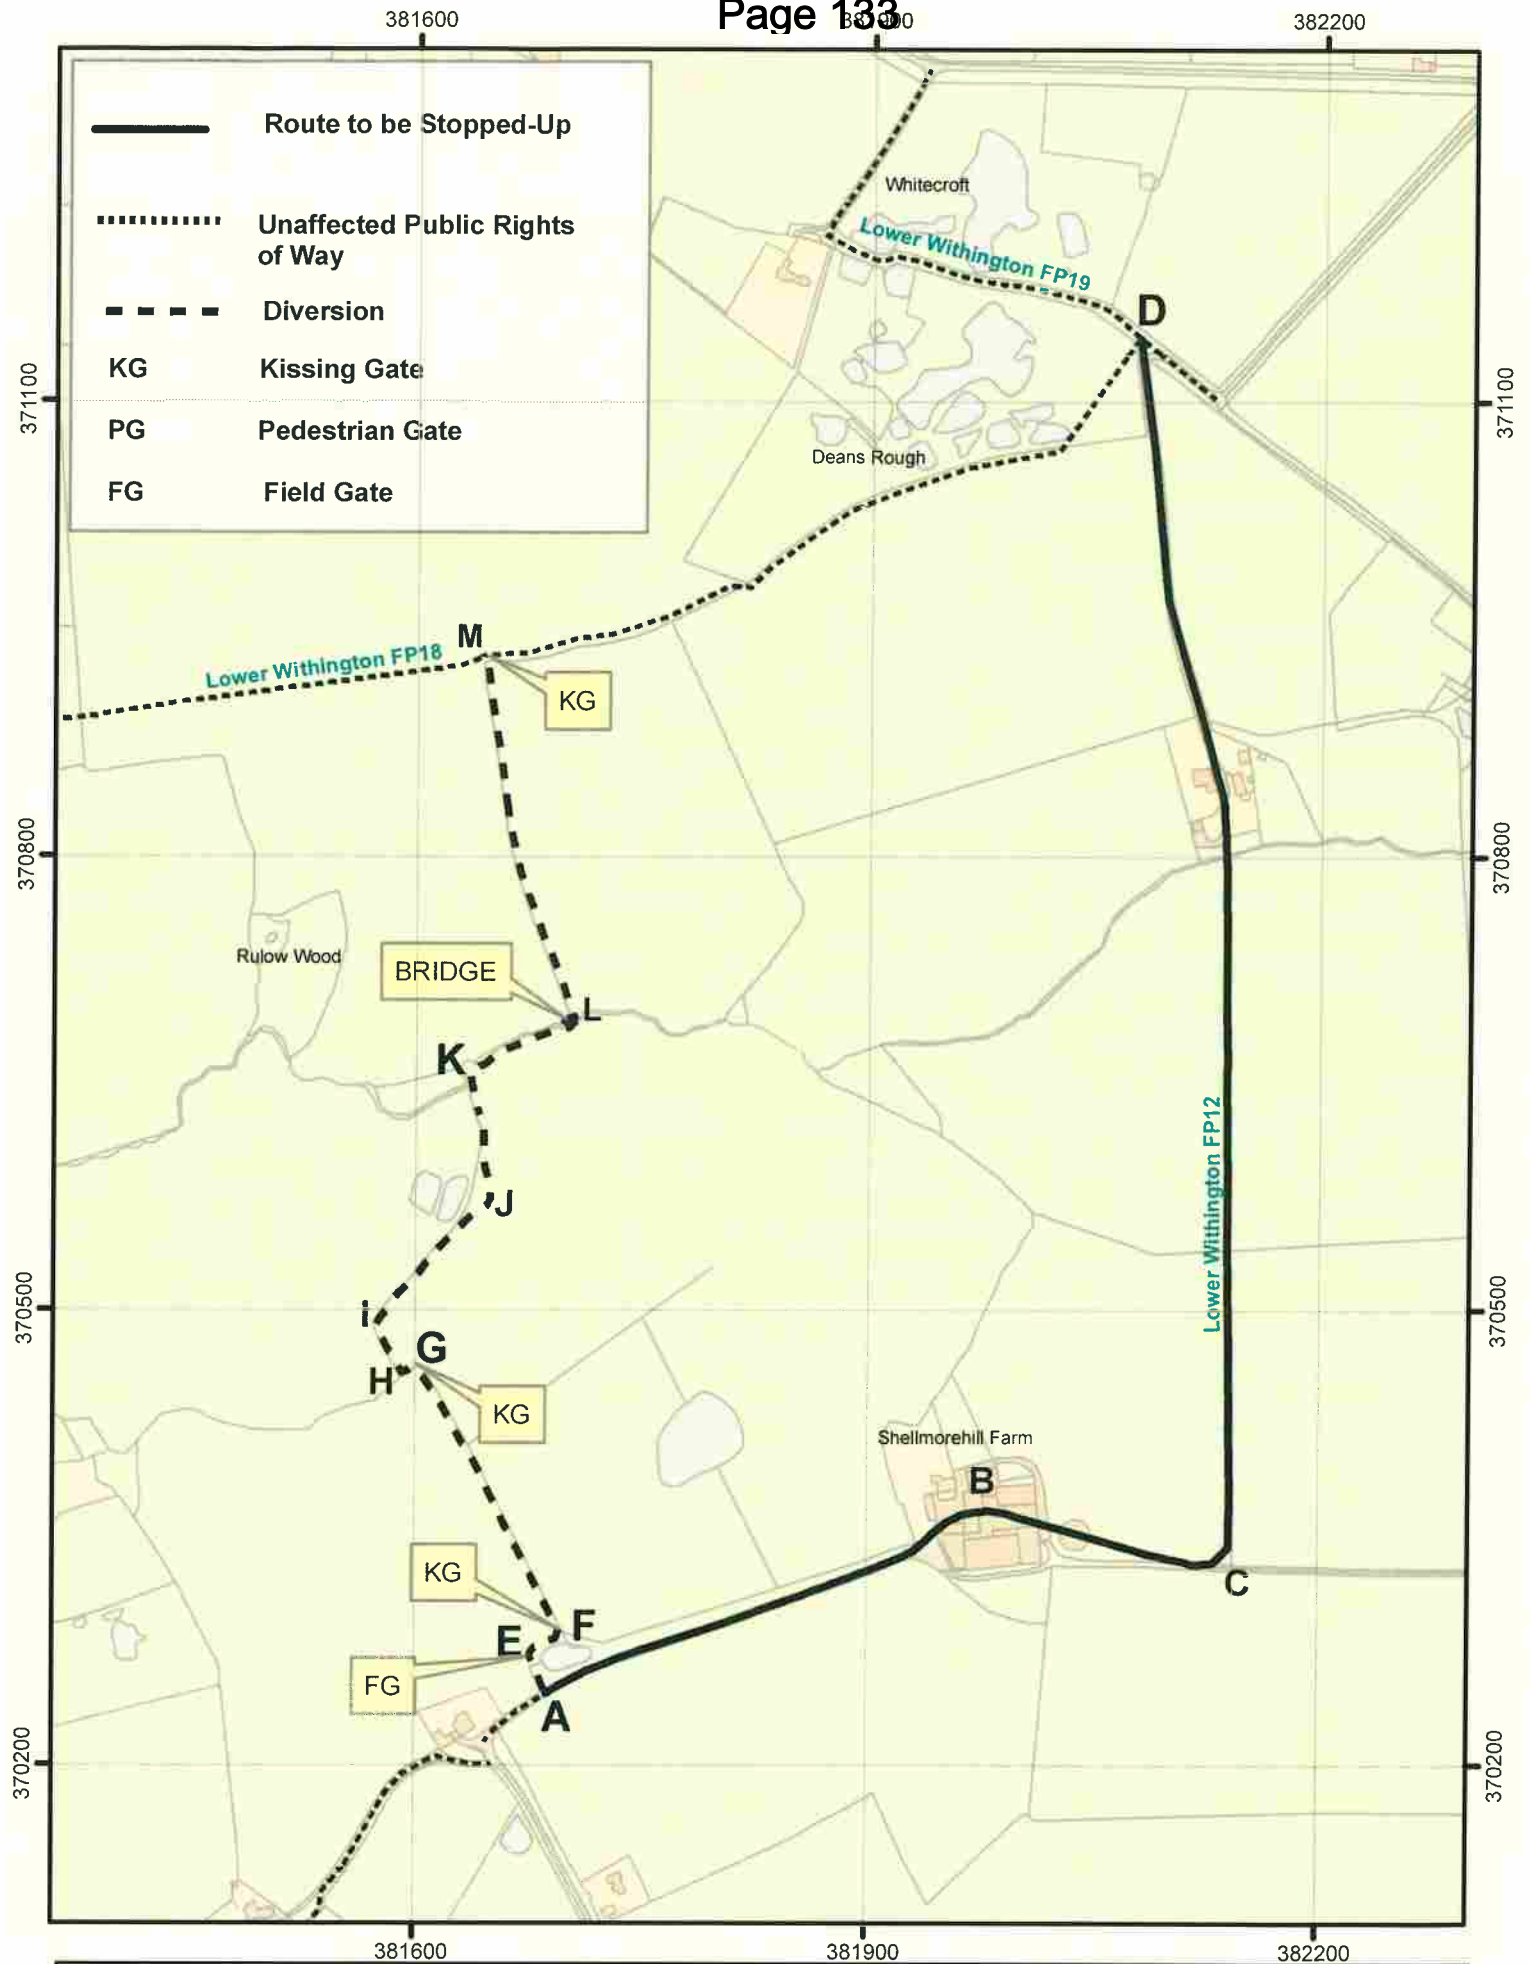 Page 133
381600
381900
382200
Route to be Stopped-Up
Unaffected Public Rights
of Way
Diversion
KG Kissing Gate
PG Pedestrian Gate
FG Field Gate
Whitecroft
Lower Withington FP19
D
371100
371100
Deans Rough
M
Lower Withington FP18
KG
370800
370800
Rulow Wood
BRIDGE
L
K
Lower Withington FP12
J
370500
370500
i
G
H
KG
Shellmorehill Farm
B
KG
C
F
E
FG
A
370200
370200
381600
381900
382200